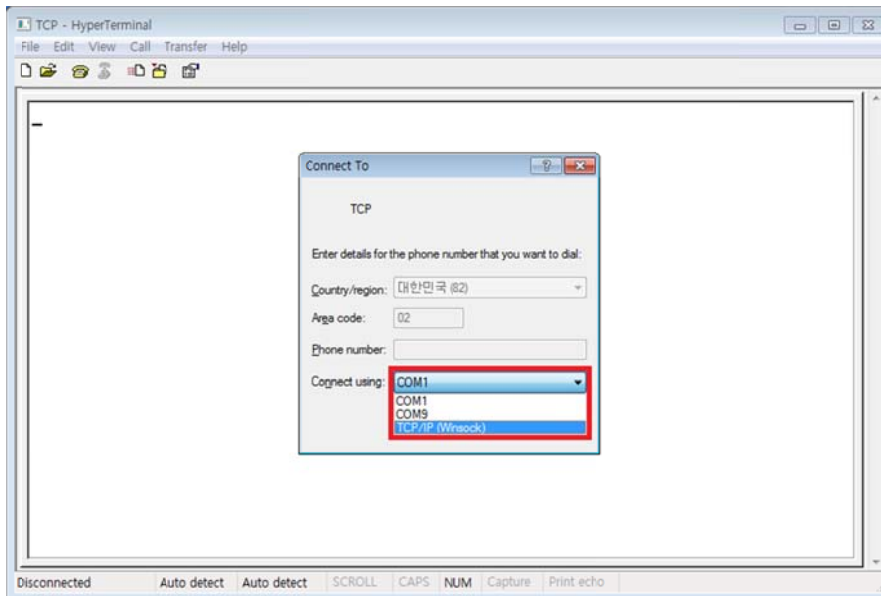 TCP - HyperTerminal
File Edit View Call Transfer Help
Connect To
TCP
Enter details for the phone number that you want to dial:
Country/region: 대한민국 (82)
Area code: 02
Phone number:
Connect using: COM1
COM1
COM9
TCP/IP (Winsock)
Disconnected Auto detect Auto detect SCROLL CAPS NUM Capture Print echo